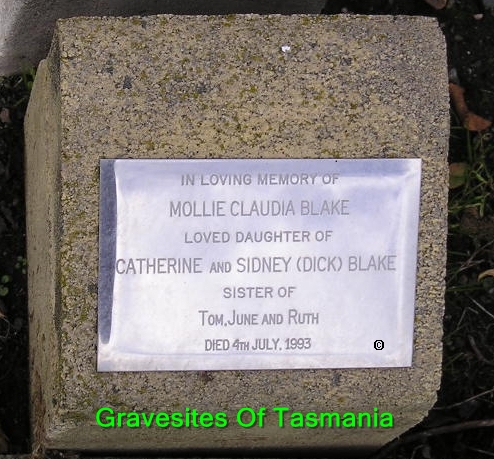 IN LOVING MEMORY OF
MOLLIE CLAUDIA BLAKE
LOVED DAUGHTER OF
CATHERINE AND SIDNEY (DICK) BLAKE
SISTER OF
TOM, JUNE AND RUTH
DIED 4TH JULY, 1993
©
Gravesites Of Tasmania